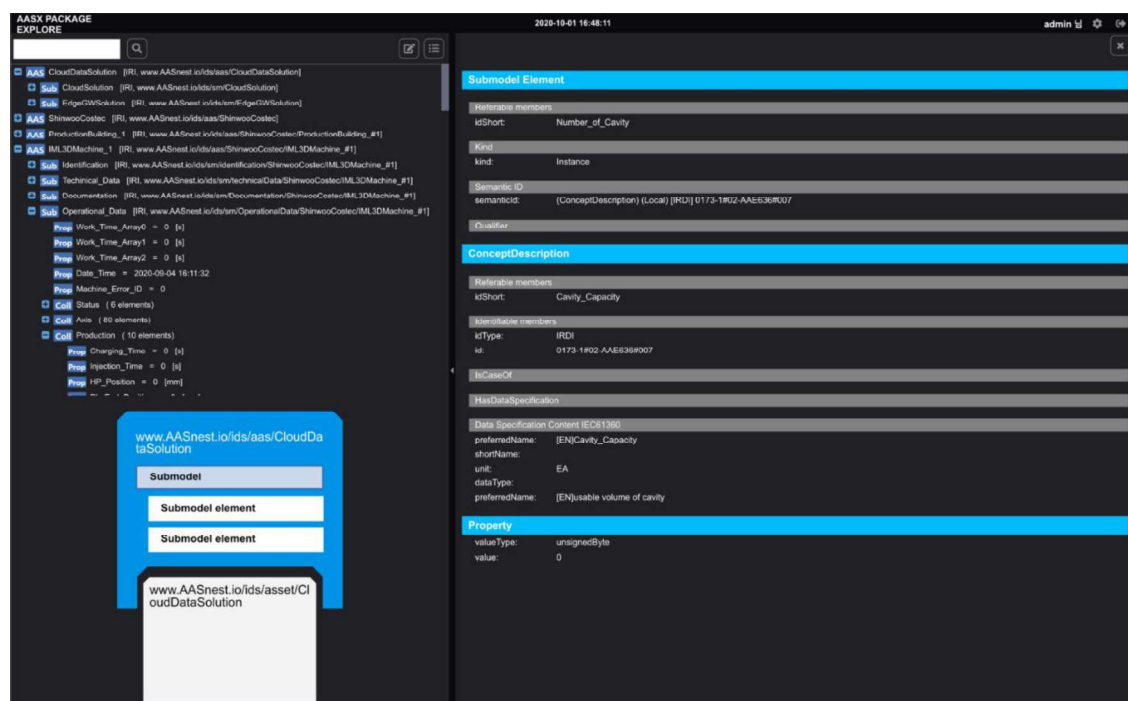 AASX PACKAGE
EXPLORE
2020-10-01 16:48:11
admin 님
AAS CloudDataSolution [IRI, www.AASnest.io/ids/aas/CloudDataSolution]
Sub CloudSolution [IRI, www.AASnest.io/ids/sm/CloudSolution]
Sub EdgeGWSolution [IRI, www.AASnest.io/ids/sm/EdgeGWSolution]
AAS ShinwooCostec [IRI, www.AASnest.io/ids/aas/ShinwooCostec]
AAS ProductionBuilding_1 [IRI, www.AASnest.io/ids/aas/ShinwooCostec/ProductionBuilding_#1]
AAS IML3DMachine_1 [IRI, www.AASnest.io/ids/aas/ShinwooCostec/IML3DMachine_#1]
Sub Identification [IRI, www.AASnest.io/ids/sm/identification/ShinwooCostec/IML3DMachine_#1]
Sub Techinical_Data [IRI, www.AASnest.io/ids/sm/technicalData/ShinwooCostec/IML3DMachine_#1]
Sub Documentation [IRI, www.AASnest.io/ids/sm/Documentation/ShinwooCostec/IML3DMachine_#1]
Sub Operational_Data [IRI, www.AASnest.io/ids/sm/OperationalData/ShinwooCostec/IML3DMachine_#1]
Prop Work_Time_Array0 = 0 [s]
Prop Work_Time_Array1 = 0 [s]
Prop Work_Time_Array2 = 0 [s]
Prop Date_Time = 2020-09-04 16:11:32
Prop Machine_Error_ID = 0
Coll Status ( 6 elements)
Coll Axis ( 80 elements)
Coll Production ( 10 elements)
Prop Charging_Time = 0 [s]
Prop Injection_Time = 0 [s]
Prop HP_Position = 0 [mm]
www.AASnest.io/ids/aas/CloudDa
taSolution
Submodel
Submodel element
Submodel element
www.AASnest.io/ids/asset/Cl
oudDataSolution
Submodel Element
Referable members
idShort: Number_of_Cavity
Kind
kind: Instance
Semantic ID
semanticId: (ConceptDescription) (Local) [IRDI] 0173-1#02-AAE636#007
Qualifier
ConceptDescription
Referable members
idShort: Cavity_Capacity
Identifiable members
idType: IRDI
id: 0173-1#02-AAE636#007
IsCaseOf
HasDataSpecification
Data Specification Content IEC61360
preferredName: [EN]Cavity_Capacity
shortName:
unit: EA
dataType:
preferredName: [EN]usable volume of cavity
Property
valueType: unsignedByte
value: 0